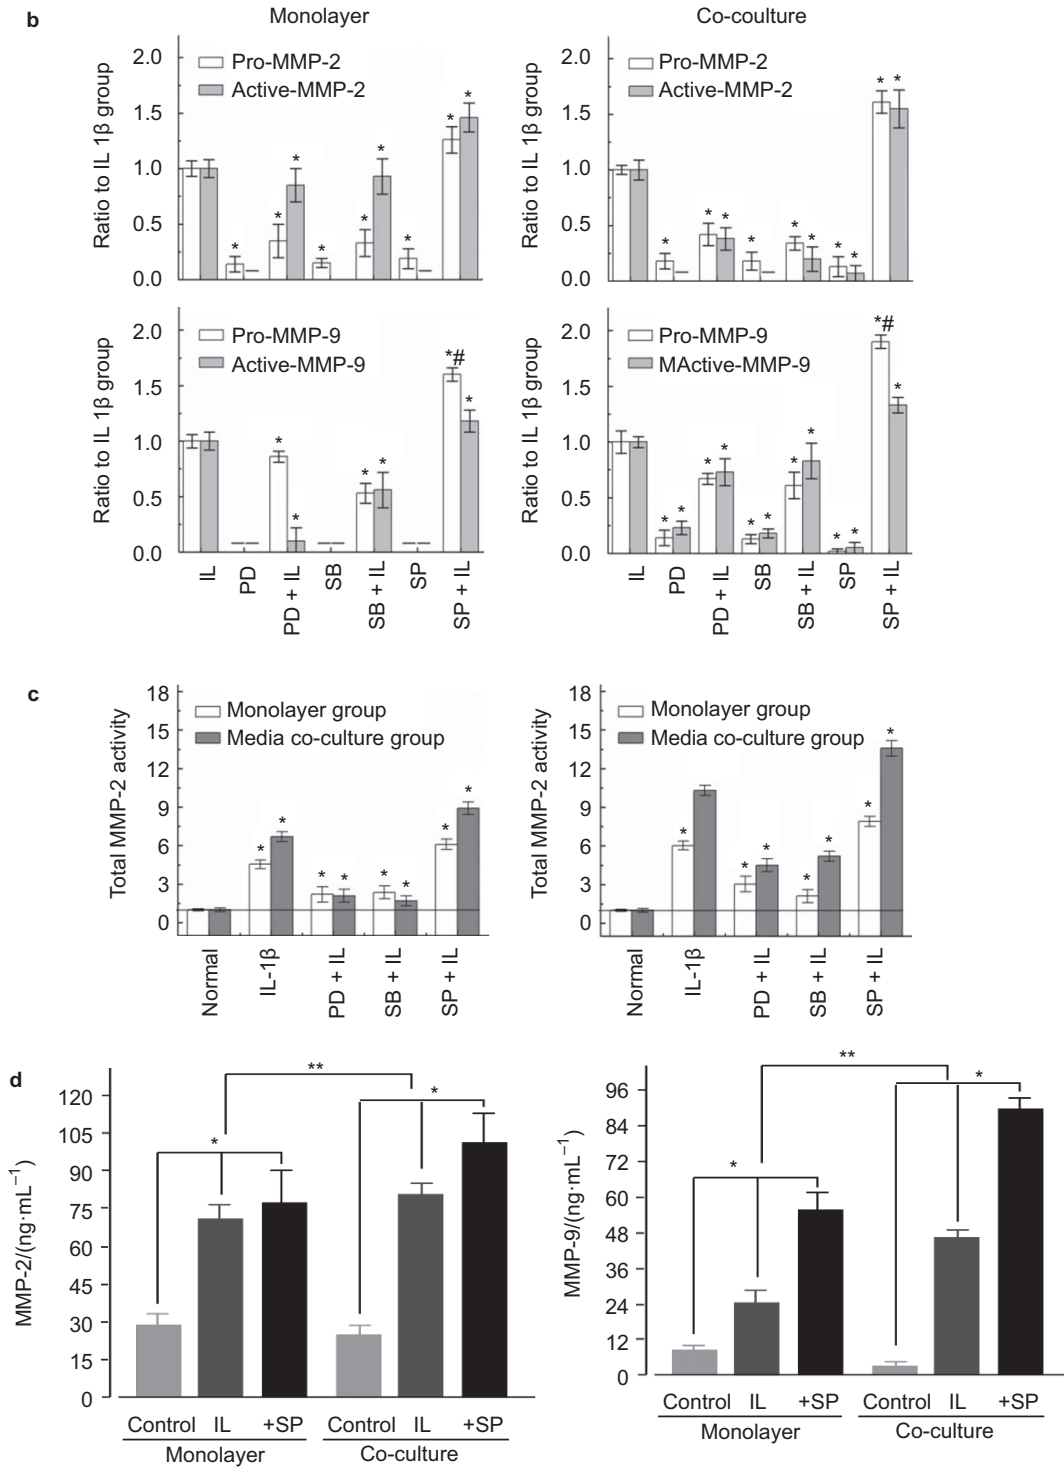 b
Monolayer
Co-coulture
Ratio to IL 1β group
2.0
1.5
1.0
0.5
0.0
Pro-MMP-2
Active-MMP-2
* * * * * * * *
Ratio to IL 1β group
2.0
1.5
1.0
0.5
0.0
Pro-MMP-2
Active-MMP-2
* * * * * * * * * *
Ratio to IL 1β group
2.0
1.5
1.0
0.5
0.0
Pro-MMP-9
Active-MMP-9
* * * * *# *
IL
PD
PD + IL
SB
SB + IL
SP
SP + IL
Ratio to IL 1β group
2.0
1.5
1.0
0.5
0.0
Pro-MMP-9
MActive-MMP-9
* * * * * * * * * * *# *
IL
PD
PD + IL
SB
SB + IL
SP
SP + IL
c
Total MMP-2 activity
18
15
12
9
6
3
0
Monolayer group
Media co-culture group
* * * * * * * *
Normal
IL-1β
PD + IL
SB + IL
SP + IL
Total MMP-2 activity
18
15
12
9
6
3
0
Monolayer group
Media co-culture group
* * * * * * *
Normal
IL-1β
PD + IL
SB + IL
SP + IL
d
MMP-2/(ng·mL⁻¹)
120
105
90
75
60
45
30
15
0
**
*
*
Control IL +SP Control IL +SP
Monolayer Co-culture
MMP-9/(ng·mL⁻¹)
96
84
72
60
48
36
24
12
0
**
*
*
Control IL +SP Control IL +SP
Monolayer Co-culture